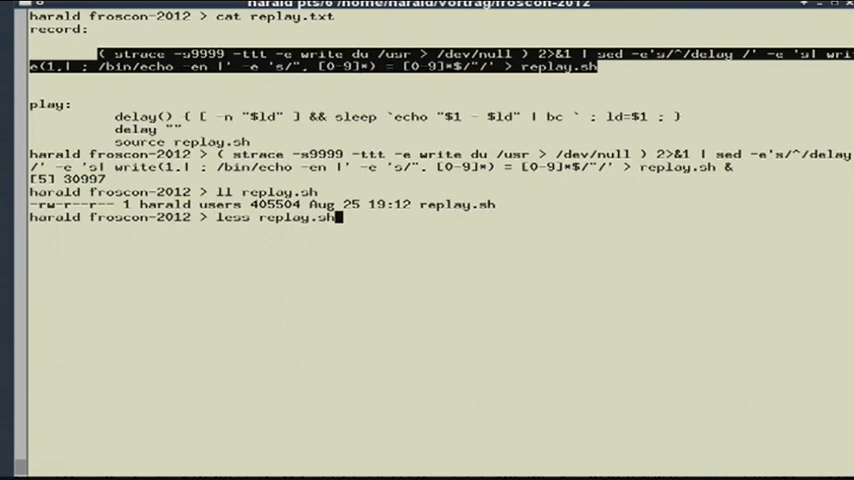 harald pts/6 /home/harald/vortrag/froscon-2012
harald froscon-2012 > cat replay.txt
record:
( strace -s9999 -ttt -e write du /usr > /dev/null ) 2>&1 | sed -e's/^/delay /' -e 's| writ
e(1,| ; /bin/echo -en |' -e 's/", [0-9]*) = [0-9]*$/"/' > replay.sh
play:
delay() { [ -n "$ld" ] && sleep `echo "$1 - $ld" | bc ` ; ld=$1 ; }
delay ""
source replay.sh
harald froscon-2012 > ( strace -s9999 -ttt -e write du /usr > /dev/null ) 2>&1 | sed -e's/^/delay
/' -e 's| write(1,| ; /bin/echo -en |' -e 's/", [0-9]*) = [0-9]*$/"/' > replay.sh &
[5] 30997
harald froscon-2012 > ll replay.sh
-rw-r--r-- 1 harald users 405504 Aug 25 19:12 replay.sh
harald froscon-2012 > less replay.sh